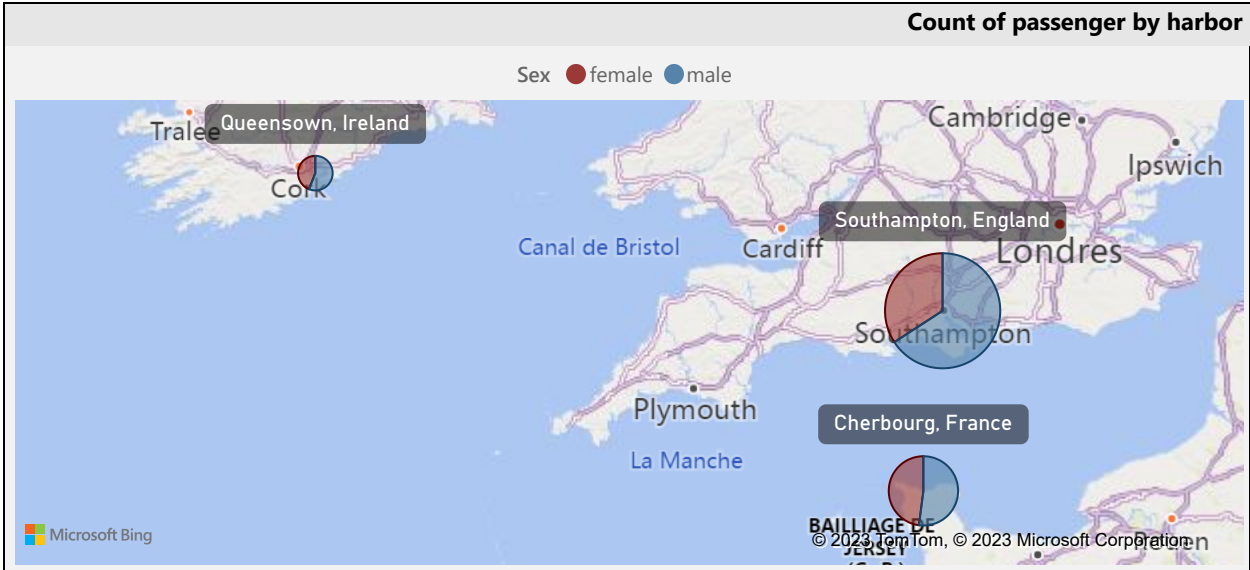 Count of passenger by harbor
Sex female male
Tralee
Queensown, Ireland
Cork
Cambridge
Ipswich
Southampton, England
Canal de Bristol
Cardiff
Londres
Southampton
Plymouth
Cherbourg, France
La Manche
Microsoft Bing
BAILLIAGE DE
JERSEY
© 2023 TomTom, © 2023 Microsoft Corporation
Rouen